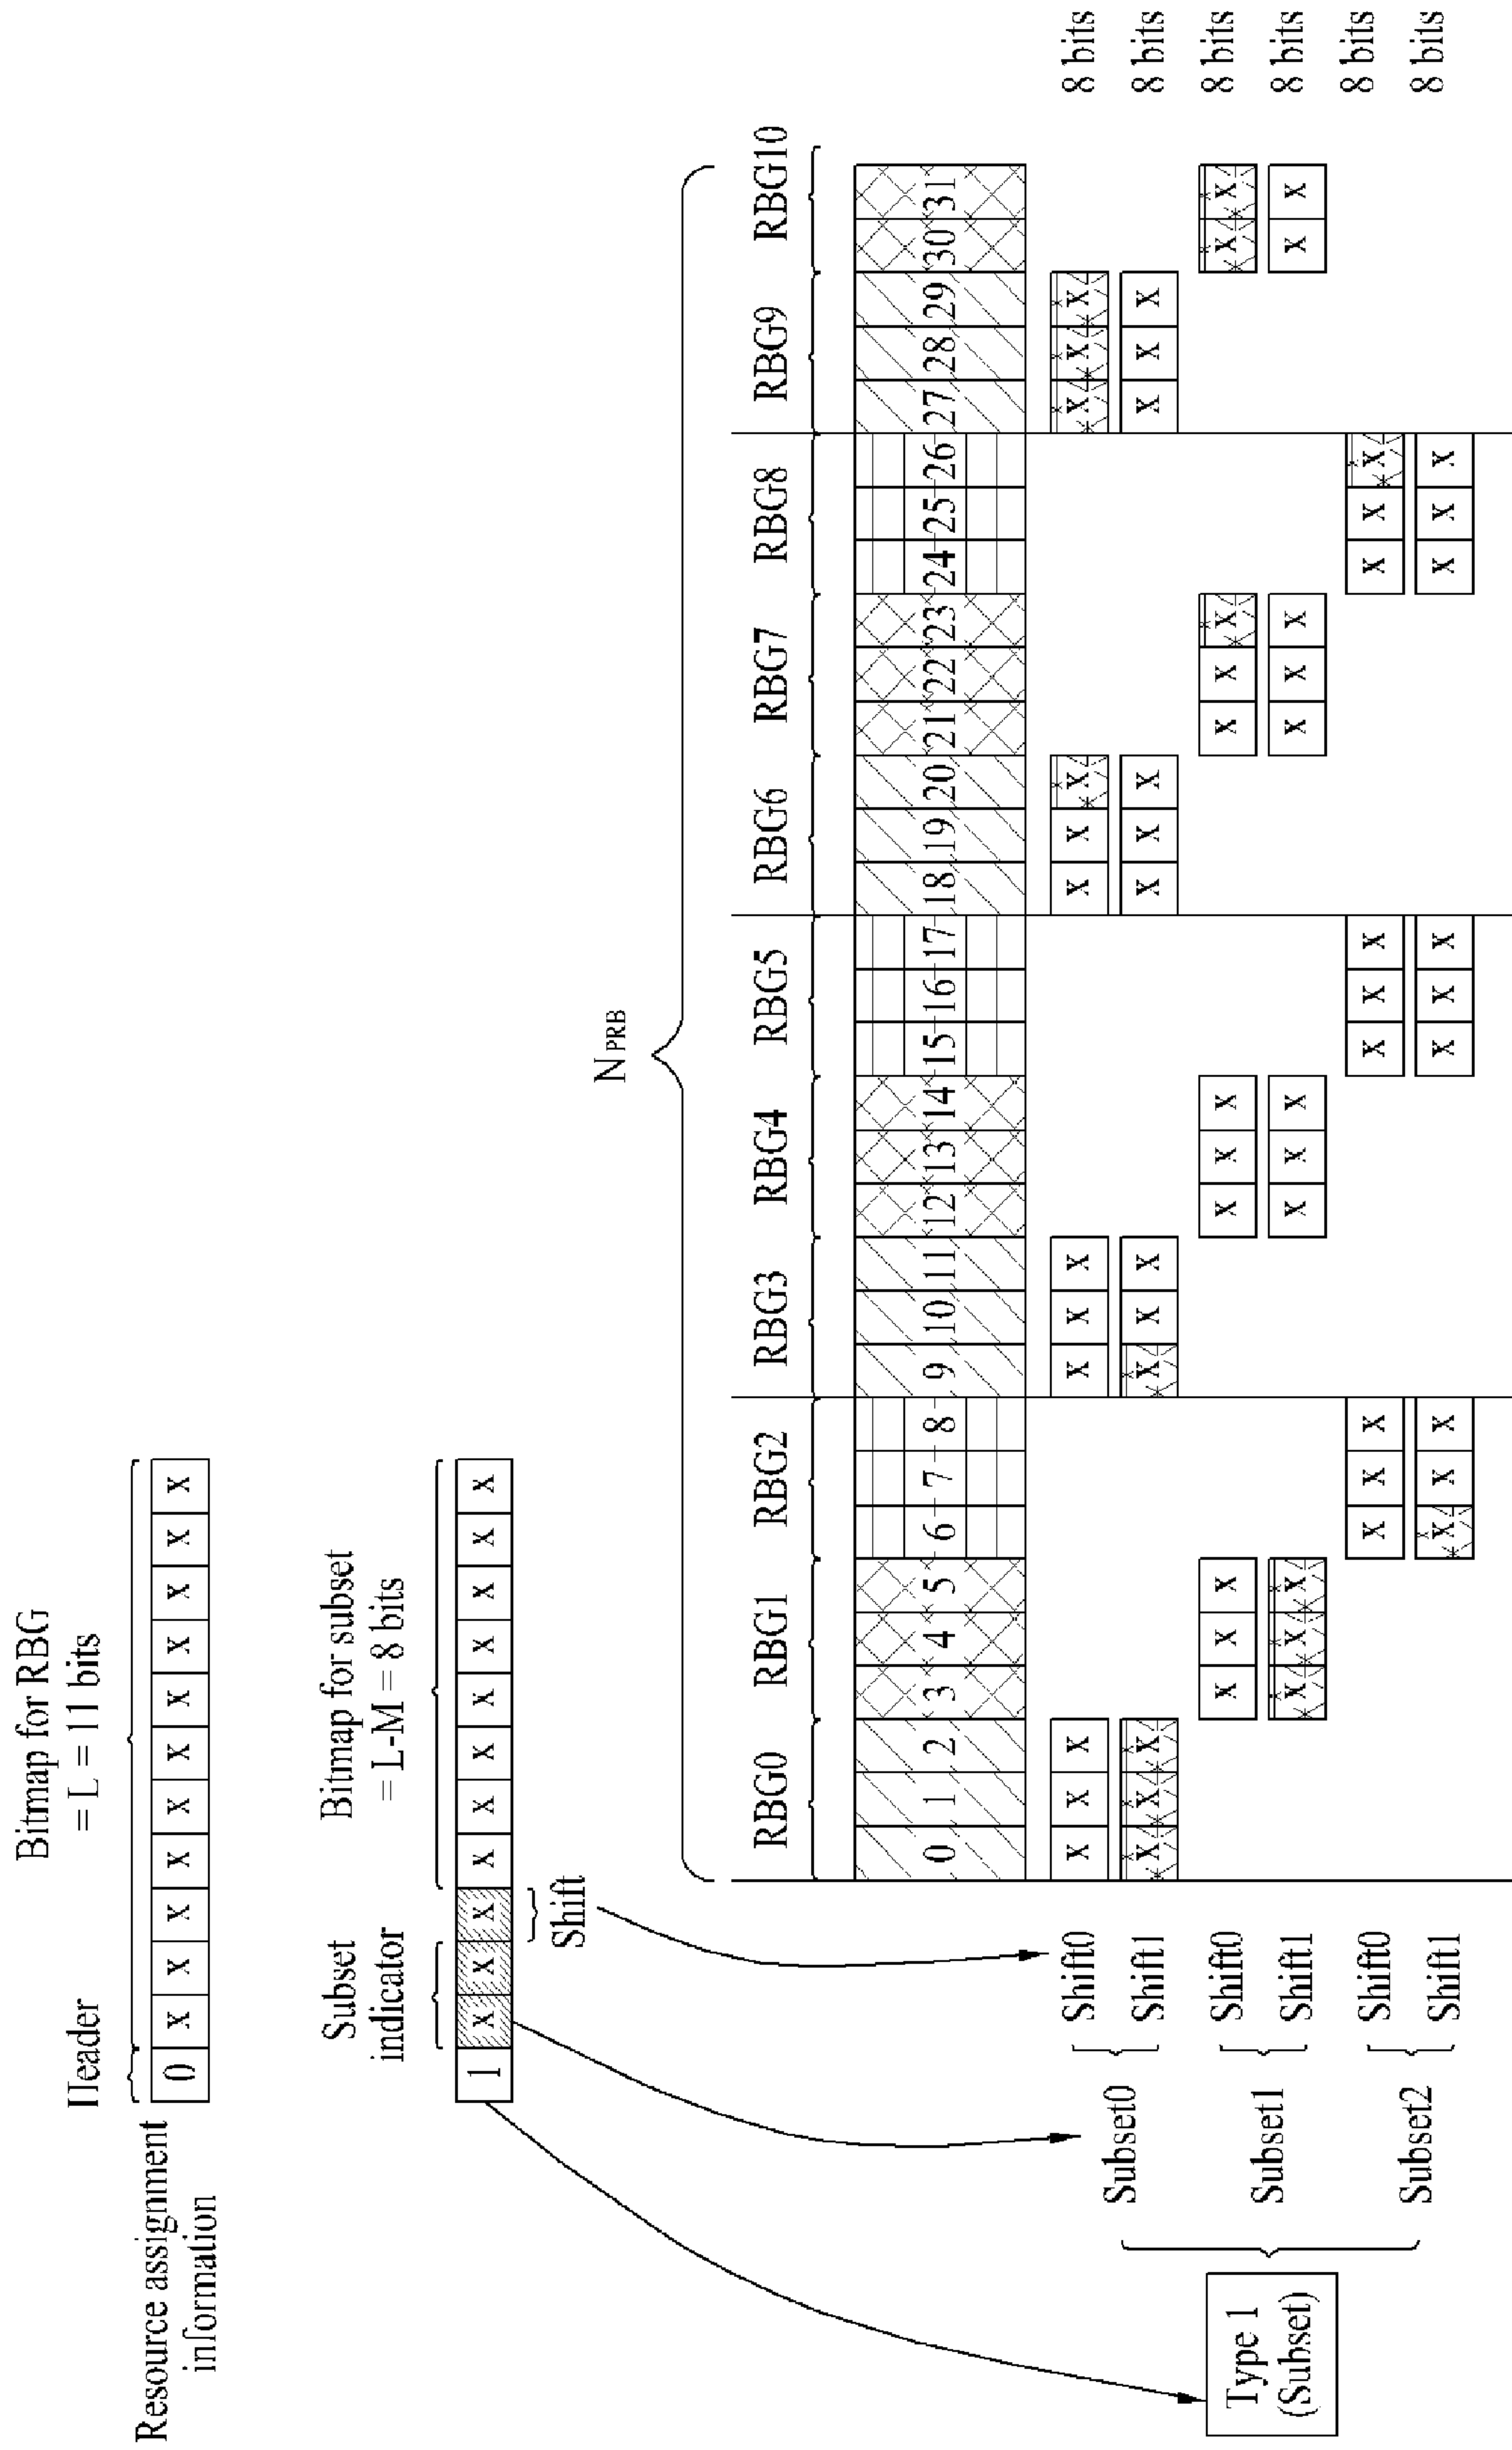 Bitmap for RBG
= L = 11 bits
Header
Resource assignment
information
0 X X X X X X X X X X X
Subset
indicator
Bitmap for subset
= L-M = 8 bits
1 X X X X X X X X X X X
Shift
NPRB
RBG0 RBG1 RBG2 RBG3 RBG4 RBG5 RBG6 RBG7 RBG8 RBG9 RBG10
0 1 2 3 4 5 6 7 8 9 10 11 12 13 14 15 16 17 18 19 20 21 22 23 24 25 26 27 28 29 30 31
Type 1
(Subset)
Subset0
Shift0 X X X X X X X X X X X X 8 bits
Shift1 X X X X X X X X X X X X 8 bits
Subset1
Shift0 X X X X X X X X X X X 8 bits
Shift1 X X X X X X X X X X X 8 bits
Subset2
Shift0 X X X X X X X X X 8 bits
Shift1 X X X X X X X X X 8 bits